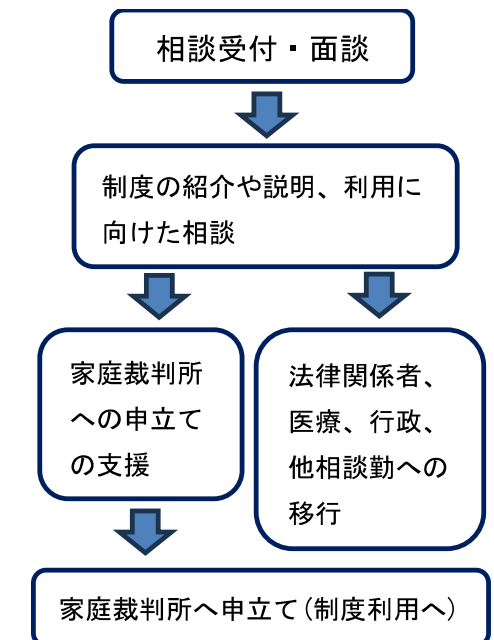 相談受付・面談
制度の紹介や説明、利用に
向けた相談
家庭裁判所
への申立て
の支援
法律関係者、
医療、行政、
他相談勤への
移行
家庭裁判所へ申立て(制度利用へ)